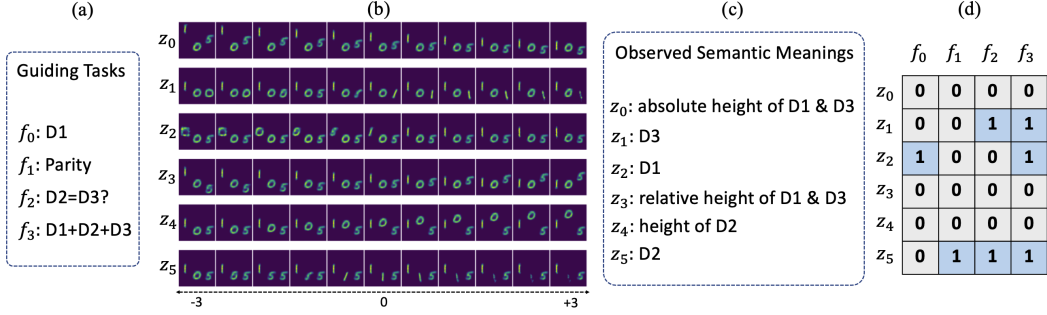 (a)
Guiding Tasks
f₀: D1
f₁: Parity
f₂: D2=D3?
f₃: D1+D2+D3
(b)
z₀
z₁
z₂
z₃
z₄
z₅
-3 0 +3
(c)
Observed Semantic Meanings
z₀: absolute height of D1 & D3
z₁: D3
z₂: D1
z₃: relative height of D1 & D3
z₄: height of D2
z₅: D2
(d)
f₀ f₁ f₂ f₃
z₀ 0 0 0 0
z₁ 0 0 1 1
z₂ 1 0 0 1
z₃ 0 0 0 0
z₄ 0 0 0 0
z₅ 0 1 1 1